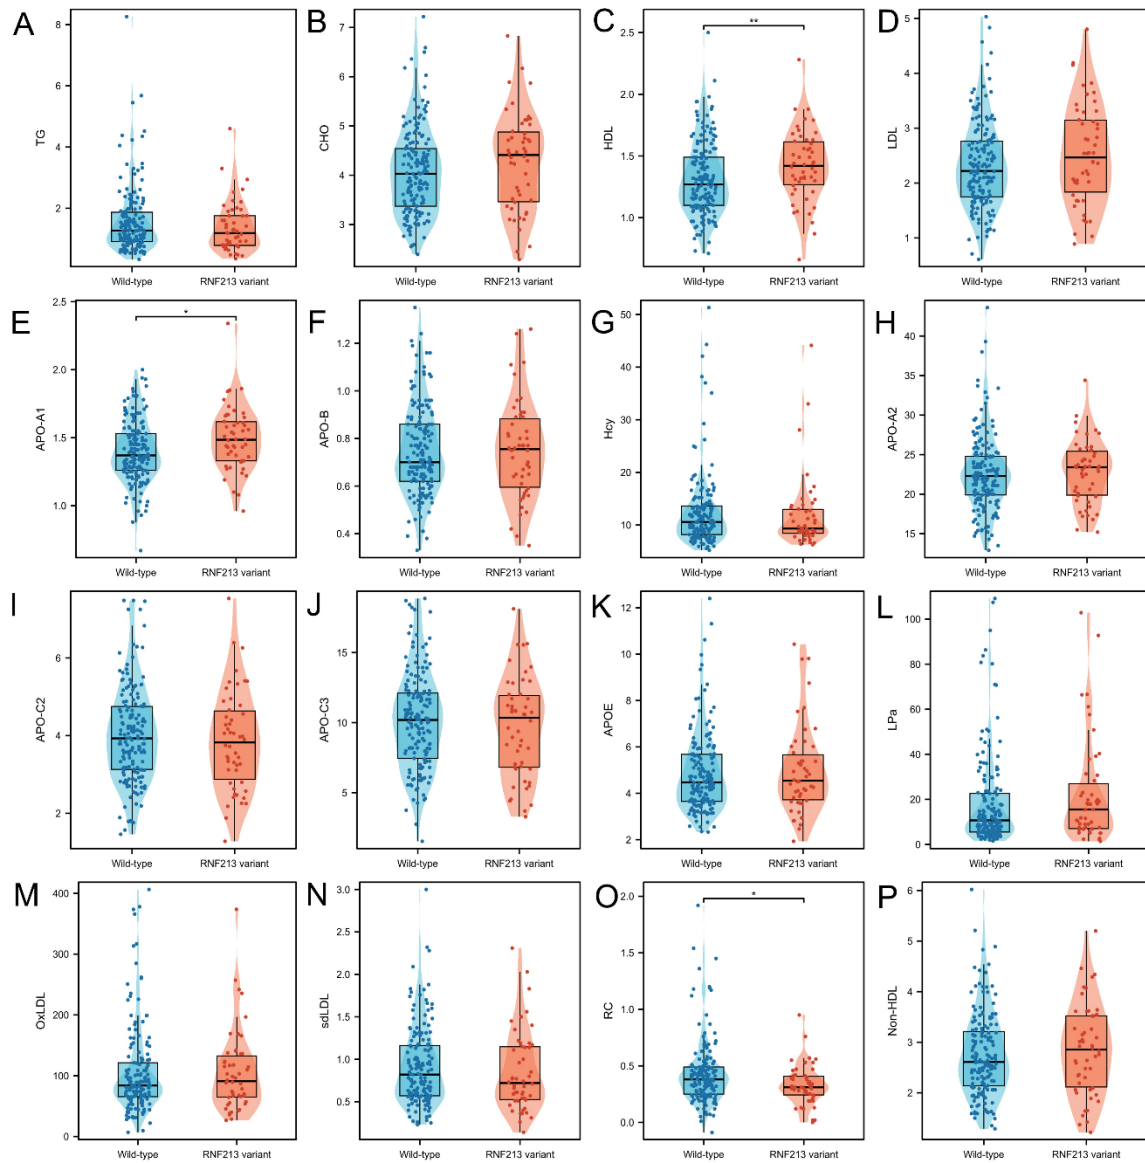 A
TG
8
6
4
2
Wild-type RNF213 variant
B
CHO
7
6
5
4
3
Wild-type RNF213 variant
C
HDL
2.5
2.0
1.5
1.0
**
Wild-type RNF213 variant
D
LDL
5
4
3
2
1
Wild-type RNF213 variant
E
APO-A1
2.5
2.0
1.5
1.0
*
Wild-type RNF213 variant
F
APO-B
1.2
1.0
0.8
0.6
0.4
Wild-type RNF213 variant
G
Hcy
50
40
30
20
10
Wild-type RNF213 variant
H
APO-A2
40
35
30
25
20
15
Wild-type RNF213 variant
I
APO-C2
6
4
2
Wild-type RNF213 variant
J
APO-C3
15
10
5
Wild-type RNF213 variant
K
APOE
12
10
8
6
4
2
Wild-type RNF213 variant
L
LPa
100
80
60
40
20
0
Wild-type RNF213 variant
M
OxLDL
400
300
200
100
0
Wild-type RNF213 variant
N
sdLDL
3.0
2.5
2.0
1.5
1.0
0.5
Wild-type RNF213 variant
O
RC
2.0
1.5
1.0
0.5
0.0
*
Wild-type RNF213 variant
P
Non-HDL
6
5
4
3
2
Wild-type RNF213 variant